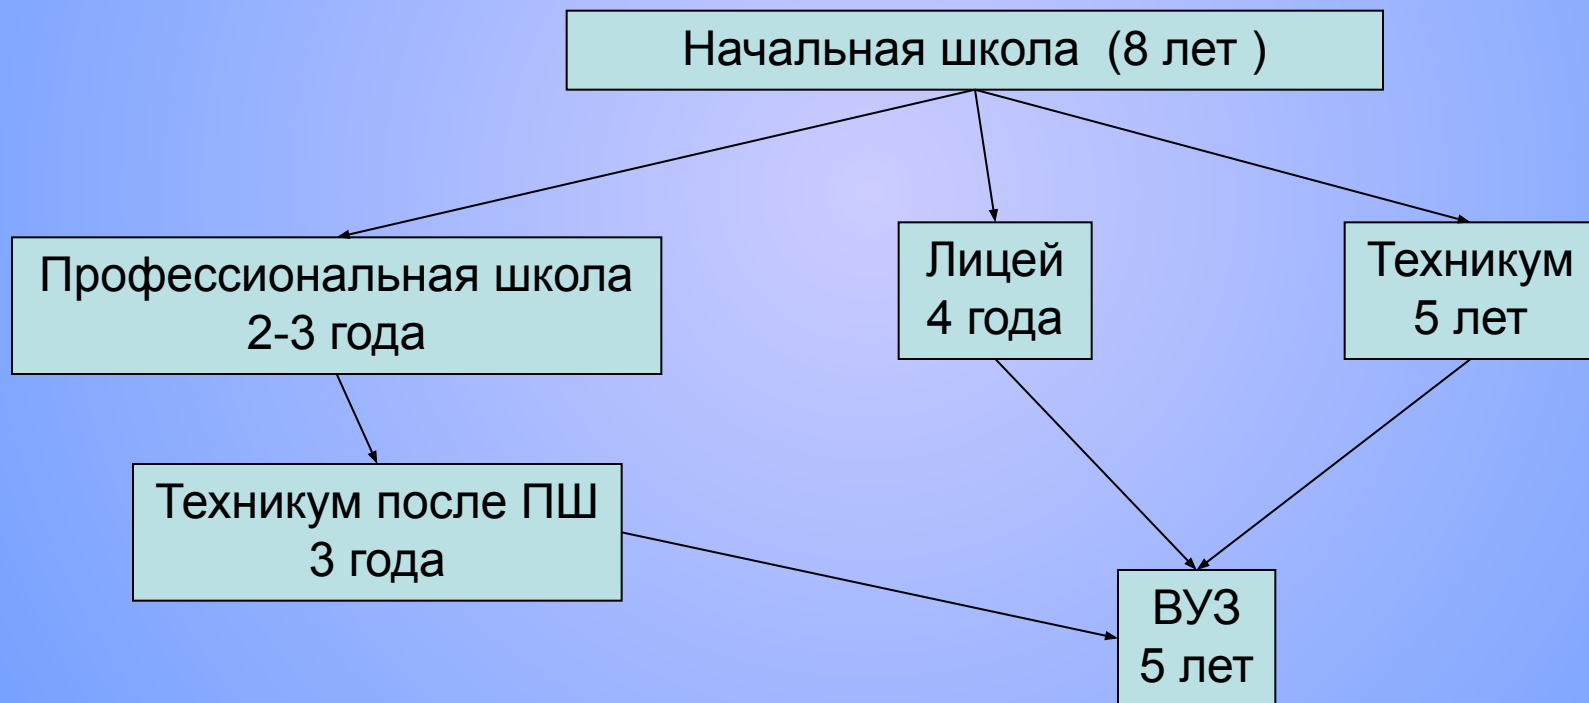 Начальная школа (8 лет )
Профессиональная школа
2-3 года
Лицей
4 года
Техникум
5 лет
Техникум после ПШ
3 года
ВУЗ
5 лет